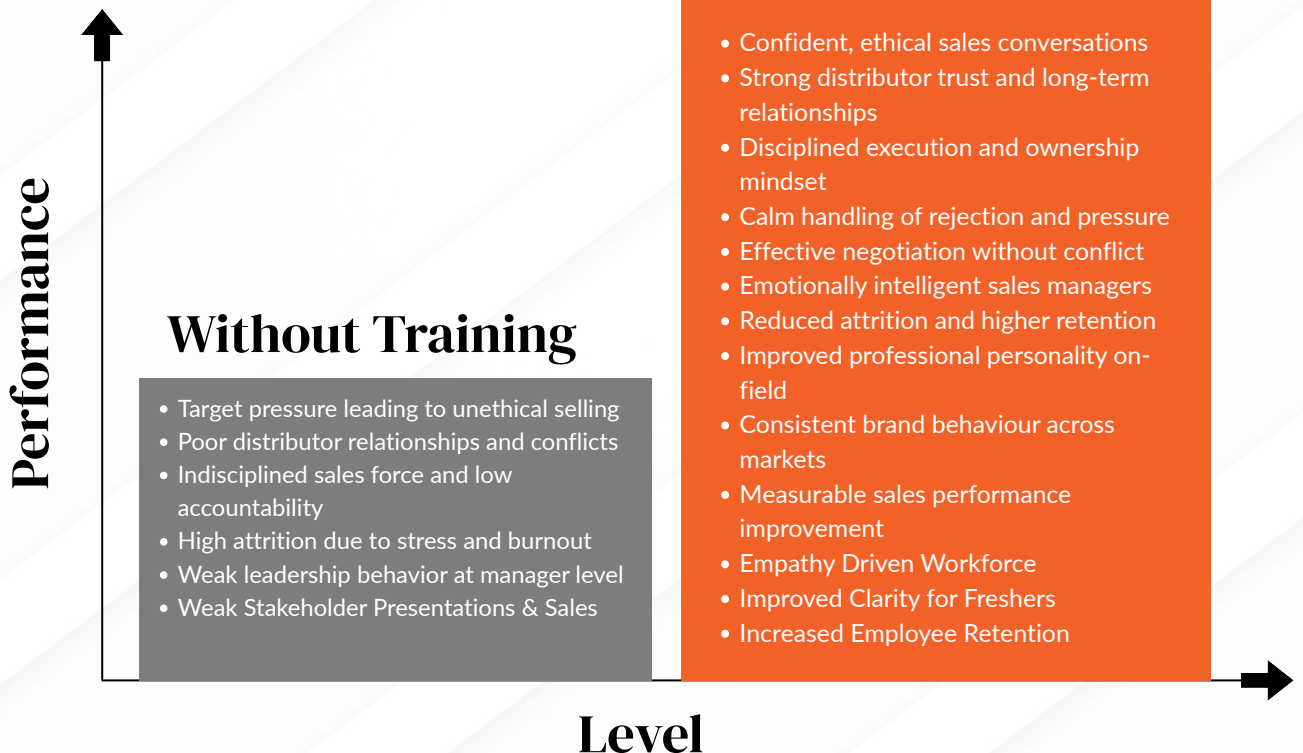 Performance
Without Training
• Target pressure leading to unethical selling
• Poor distributor relationships and conflicts
• Indisciplined sales force and low
accountability
• High attrition due to stress and burnout
• Weak leadership behavior at manager level
• Weak Stakeholder Presentations & Sales
• Confident, ethical sales conversations
• Strong distributor trust and long-term
relationships
• Disciplined execution and ownership
mindset
• Calm handling of rejection and pressure
• Effective negotiation without conflict
• Emotionally intelligent sales managers
• Reduced attrition and higher retention
• Improved professional personality on-
field
• Consistent brand behaviour across
markets
• Measurable sales performance
improvement
• Empathy Driven Workforce
• Improved Clarity for Freshers
• Increased Employee Retention
Level